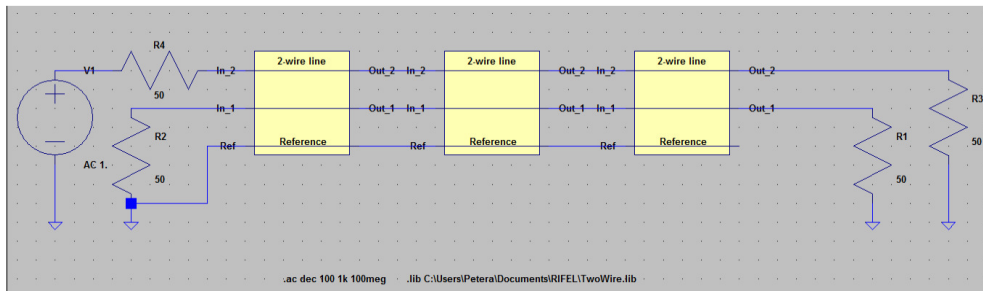 R4
2-wire line
2-wire line
2-wire line
V1
In_2
Out_2
In_2
Out_2
In_2
Out_2
50
R3
In_1
Out_1
In_1
Out_1
In_1
Out_1
R2
R1
Ref
Reference
Ref
Reference
Ref
Reference
50
AC 1.
50
50
.ac dec 100 1k 100meg
.lib C:\Users\Petera\Documents\RIFEL\TwoWire.lib